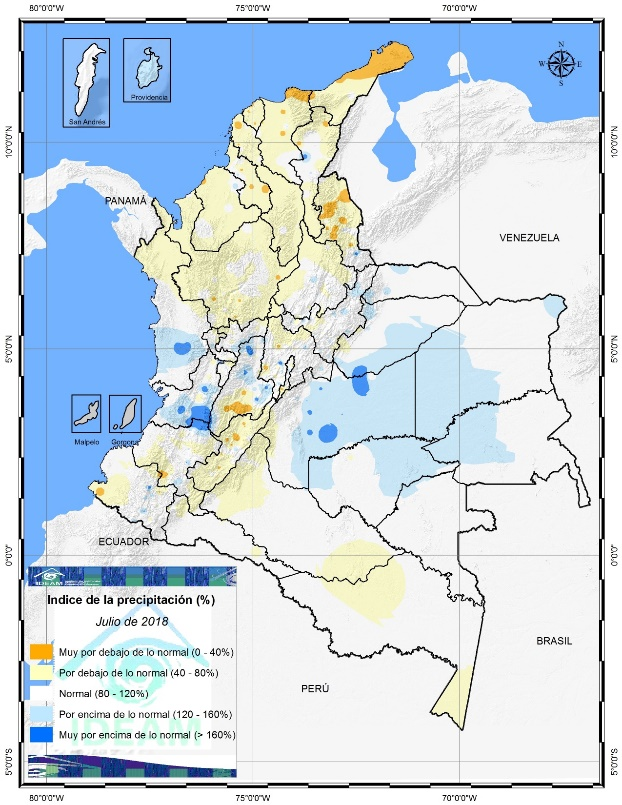 80°0'0"W 75°0'0"W 70°0'0"W
San Andrés
Providencia
N
W E
S
10°0'0"N 10°0'0"N
PANAMÁ
VENEZUELA
5°0'0"N 5°0'0"N
Malpelo
Gorgona
ECUADOR
0°0'0" 0°0'0"
IDEAM
Indice de la precipitación (%)
Julio de 2018
Muy por debajo de lo normal (0 - 40%)
Por debajo de lo normal (40 - 80%)
Normal (80 - 120%)
Por encima de lo normal (120 - 160%)
Muy por encima de lo normal (> 160%)
IDEAM
BRASIL
PERÚ
5°0'0"S 5°0'0"S
80°0'0"W 75°0'0"W 70°0'0"W